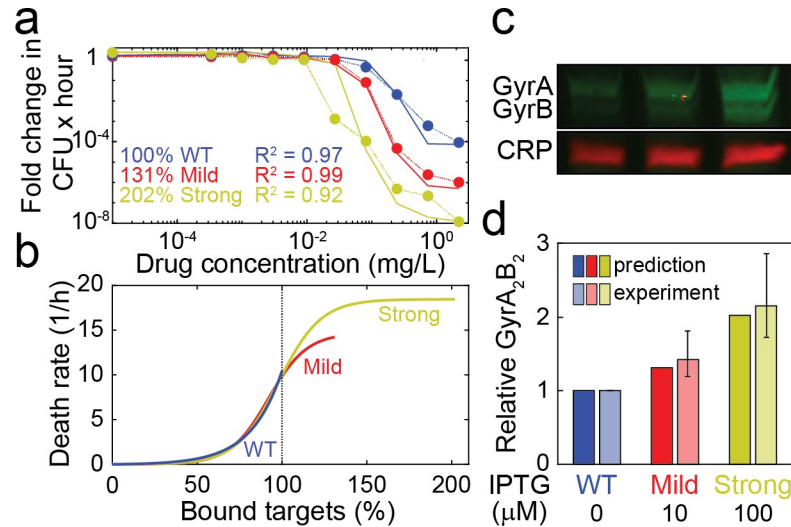 a
Fold change in
CFU x hour
1
10⁻⁴
10⁻⁸
100% WT R² = 0.97
131% Mild R² = 0.99
202% Strong R² = 0.92
10⁻⁴ 10⁻² 10⁰
Drug concentration (mg/L)
b
Death rate (1/h)
20
15
10
5
0
Strong
Mild
WT
0 50 100 150 200
Bound targets (%)
c
GyrA
GyrB
CRP
d
Relative GyrA₂B₂
3
2
1
0
prediction
experiment
IPTG WT Mild Strong
(μM) 0 10 100